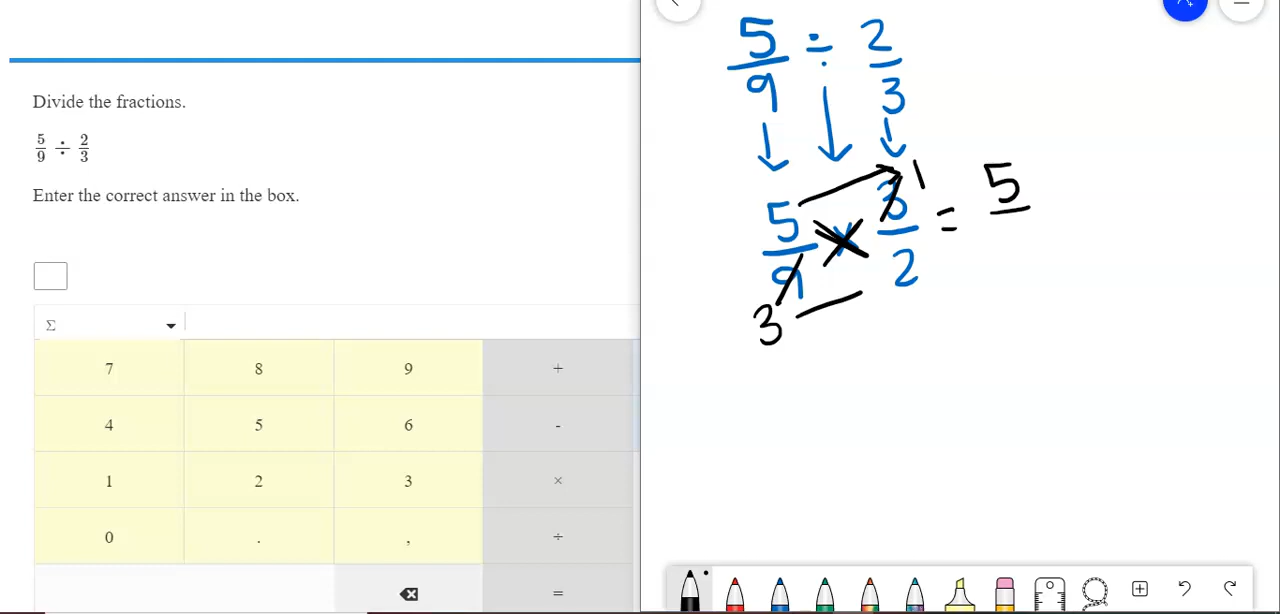 Divide the fractions.
5/9 ÷ 2/3
Enter the correct answer in the box.
Σ
7 8 9 +
4 5 6 -
1 2 3 ×
0 . , ÷
=
5/9 ÷ 2/3
1
5/9 × 3/2 = 5
3